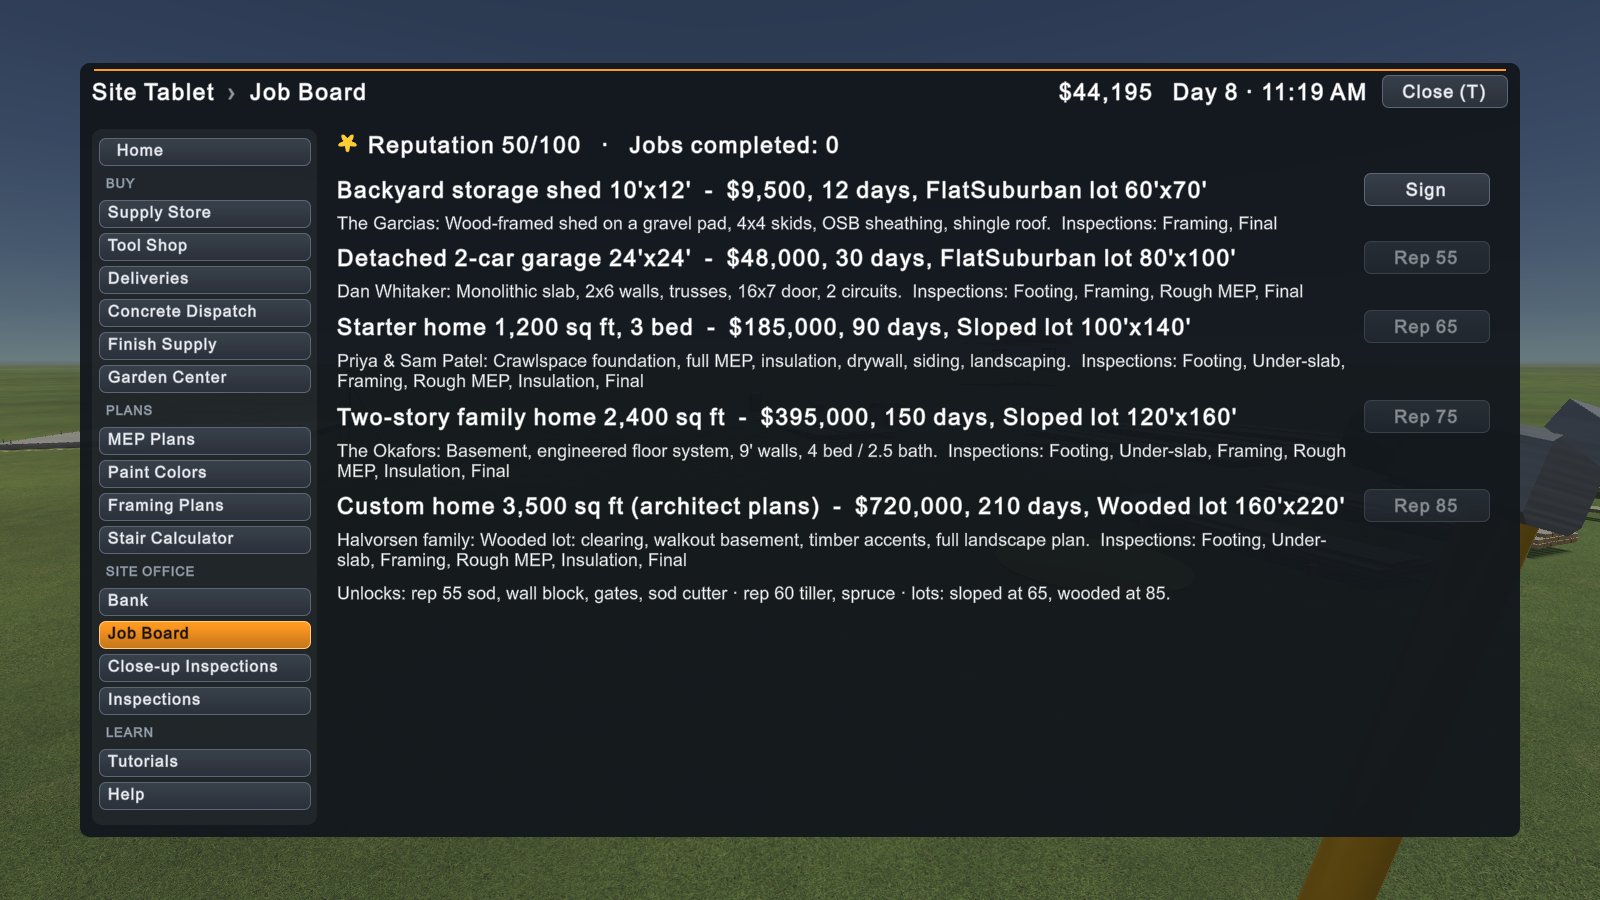 Site Tablet › Job Board
$44,195 Day 8 · 11:19 AM
Close (T)
Home
BUY
Supply Store
Tool Shop
Deliveries
Concrete Dispatch
Finish Supply
Garden Center
PLANS
MEP Plans
Paint Colors
Framing Plans
Stair Calculator
SITE OFFICE
Bank
Job Board
Close-up Inspections
Inspections
LEARN
Tutorials
Help
Reputation 50/100 · Jobs completed: 0
Backyard storage shed 10'x12' - $9,500, 12 days, FlatSuburban lot 60'x70'
Sign
The Garcias: Wood-framed shed on a gravel pad, 4x4 skids, OSB sheathing, shingle roof. Inspections: Framing, Final
Detached 2-car garage 24'x24' - $48,000, 30 days, FlatSuburban lot 80'x100'
Rep 55
Dan Whitaker: Monolithic slab, 2x6 walls, trusses, 16x7 door, 2 circuits. Inspections: Footing, Framing, Rough MEP, Final
Starter home 1,200 sq ft, 3 bed - $185,000, 90 days, Sloped lot 100'x140'
Rep 65
Priya & Sam Patel: Crawlspace foundation, full MEP, insulation, drywall, siding, landscaping. Inspections: Footing, Under-slab,
Framing, Rough MEP, Insulation, Final
Two-story family home 2,400 sq ft - $395,000, 150 days, Sloped lot 120'x160'
Rep 75
The Okafors: Basement, engineered floor system, 9' walls, 4 bed / 2.5 bath. Inspections: Footing, Under-slab, Framing, Rough
MEP, Insulation, Final
Custom home 3,500 sq ft (architect plans) - $720,000, 210 days, Wooded lot 160'x220'
Rep 85
Halvorsen family: Wooded lot: clearing, walkout basement, timber accents, full landscape plan. Inspections: Footing, Under-
slab, Framing, Rough MEP, Insulation, Final
Unlocks: rep 55 sod, wall block, gates, sod cutter · rep 60 tiller, spruce · lots: sloped at 65, wooded at 85.